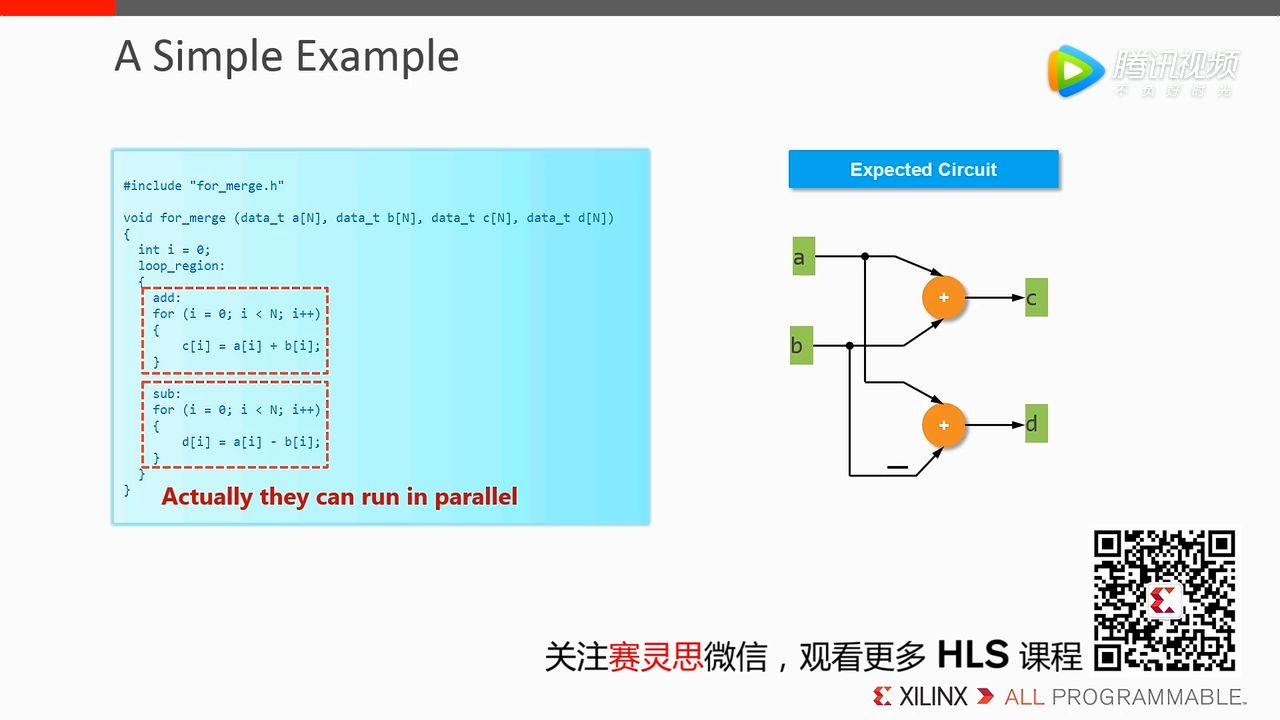 A Simple Example
腾讯视频
不负好时光
#include "for_merge.h"
void for_merge (data_t a[N], data_t b[N], data_t c[N], data_t d[N])
{
int i = 0;
loop_region:
{
add:
for (i = 0; i < N; i++)
{
c[i] = a[i] + b[i];
}
sub:
for (i = 0; i < N; i++)
{
d[i] = a[i] - b[i];
}
}
}
Actually they can run in parallel
Expected Circuit
a
+
c
b
+
d
—
关注赛灵思微信，观看更多 HLS 课程
XILINX ALL PROGRAMMABLE™